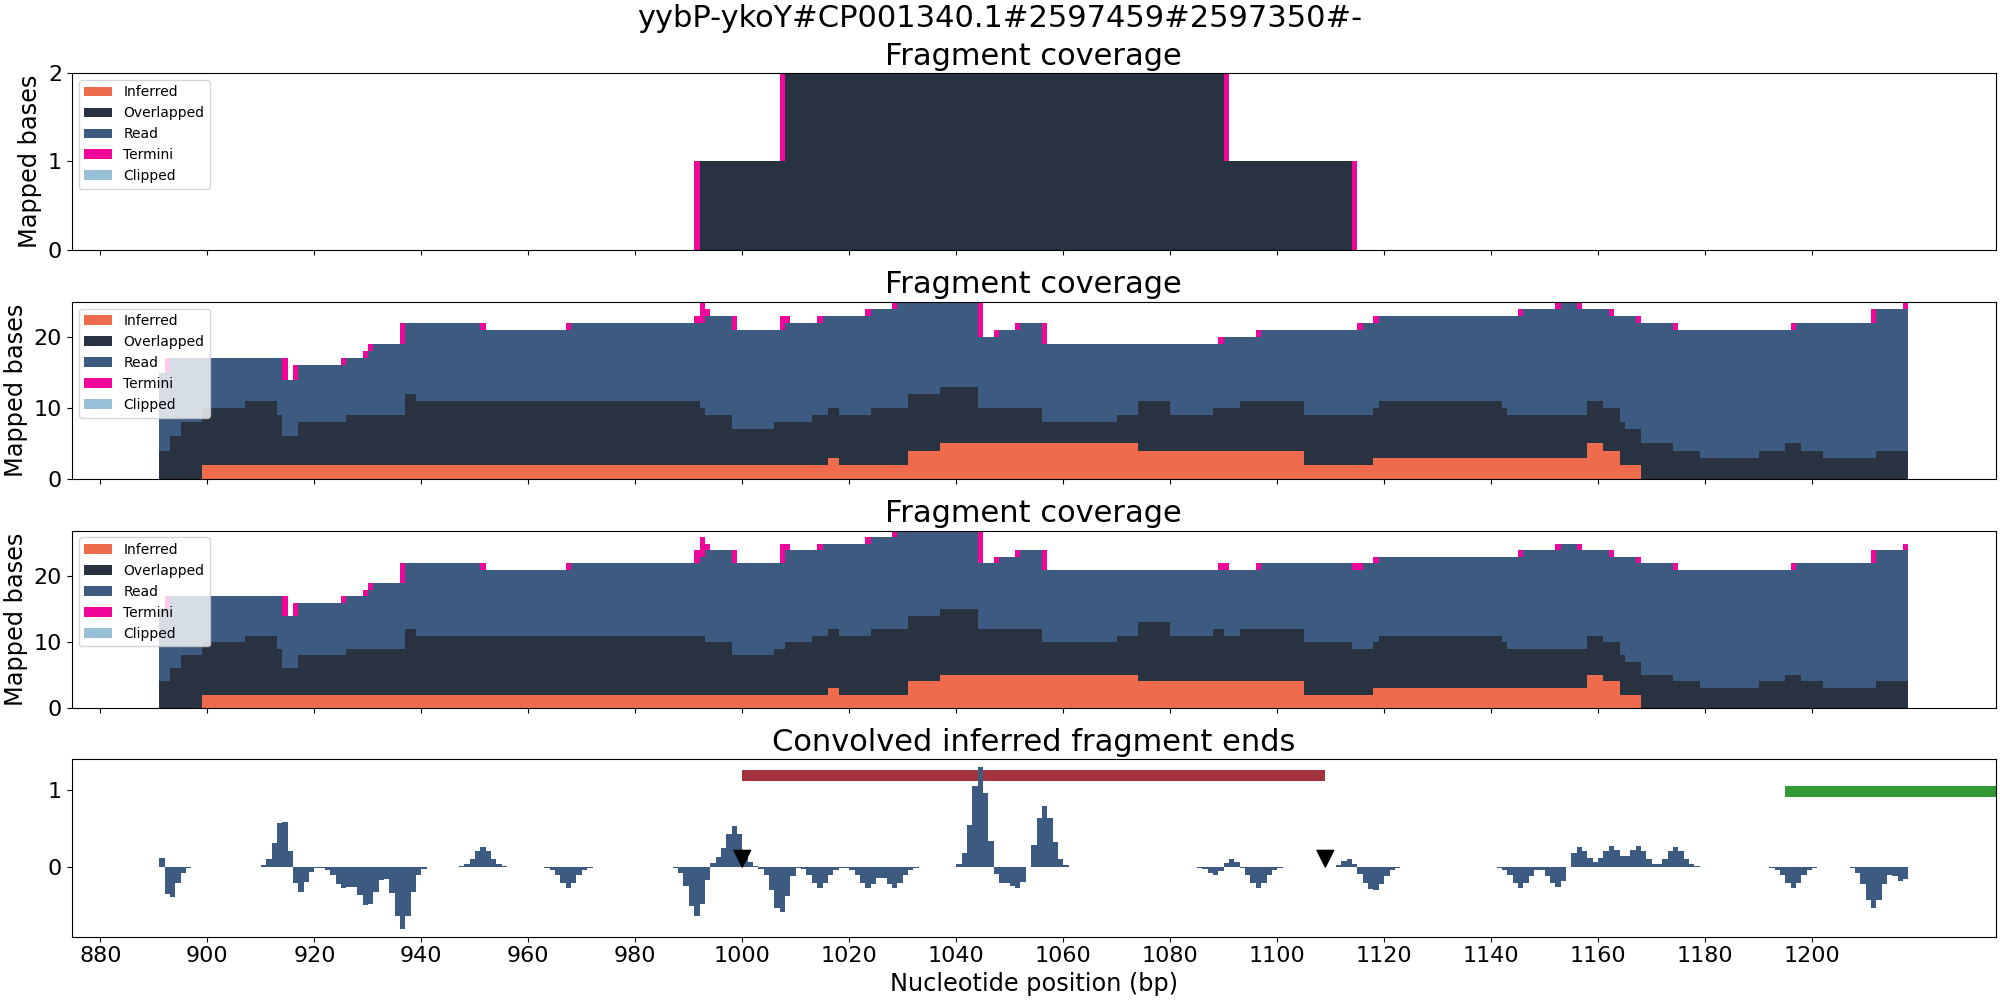 yybP-ykoY#CP001340.1#2597459#2597350#-
Fragment coverage
Mapped bases
2
1
0
Inferred
Overlapped
Read
Termini
Clipped
Fragment coverage
Mapped bases
20
10
0
Inferred
Overlapped
Read
Termini
Clipped
Fragment coverage
Mapped bases
20
10
0
Inferred
Overlapped
Read
Termini
Clipped
Convolved inferred fragment ends
1
0
880 900 920 940 960 980 1000 1020 1040 1060 1080 1100 1120 1140 1160 1180 1200
Nucleotide position (bp)